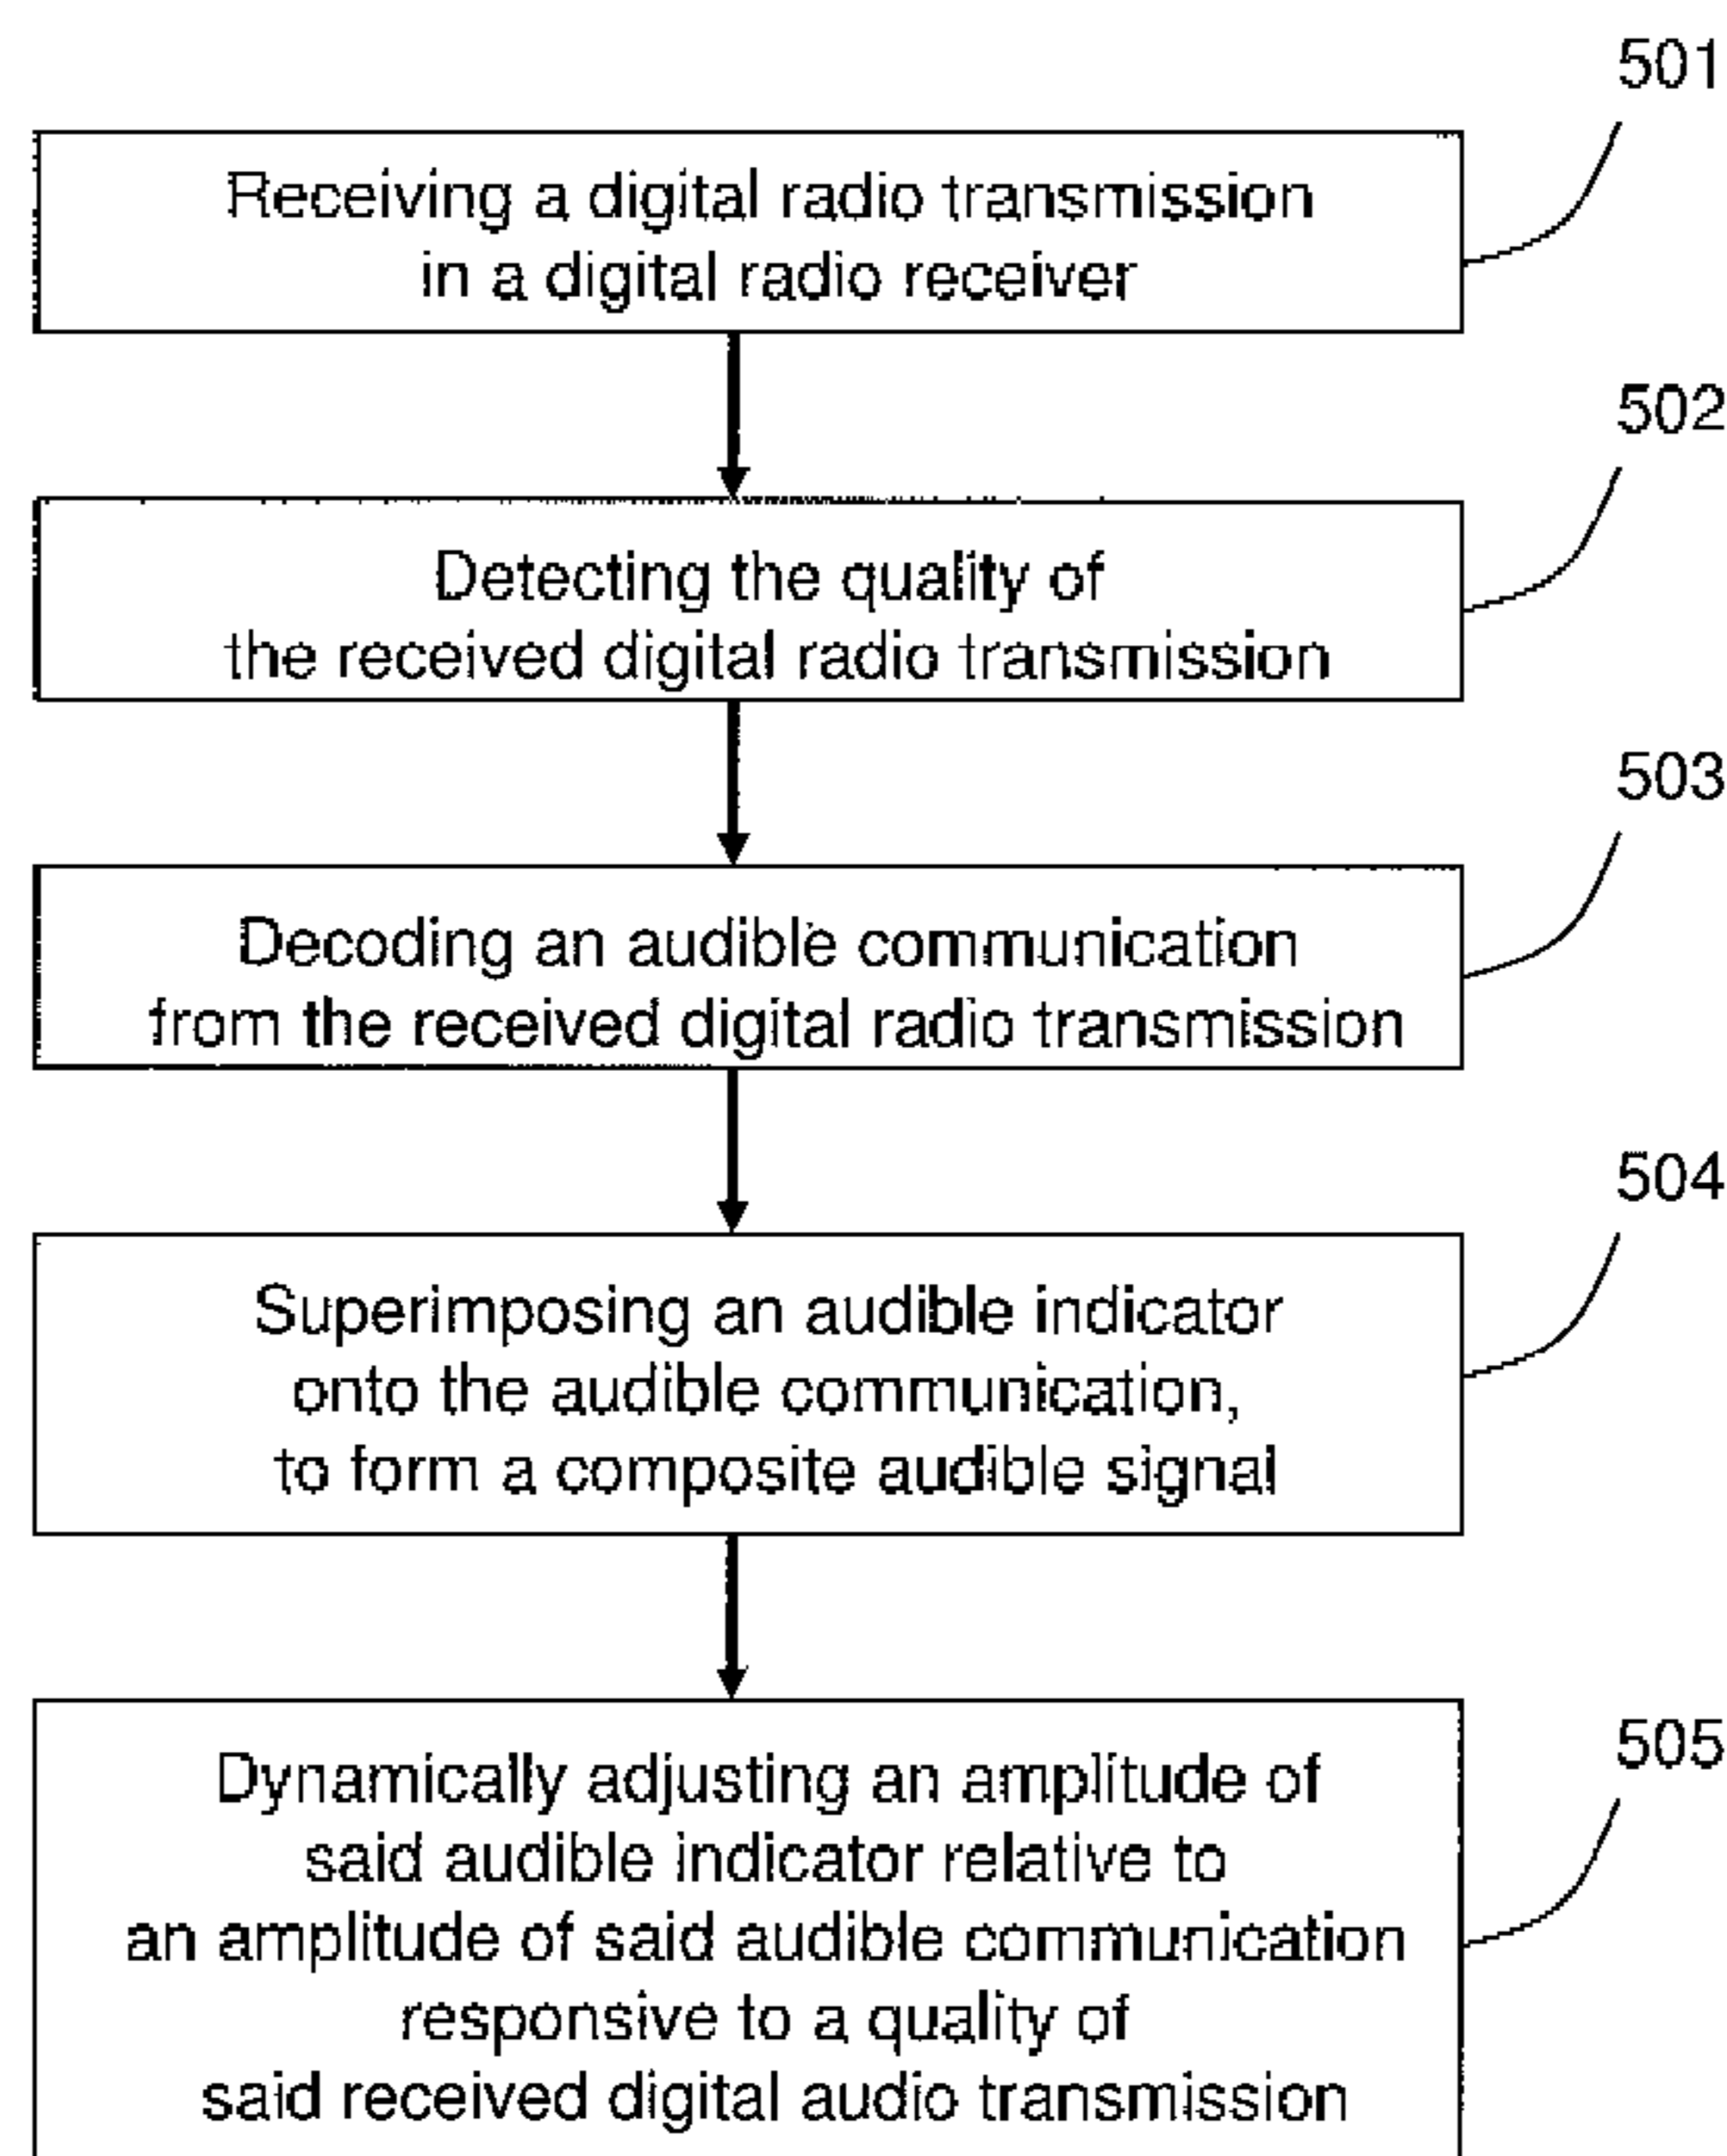 501
Receiving a digital radio transmission
in a digital radio receiver
502
Detecting the quality of
the received digital radio transmission
503
Decoding an audible communication
from the received digital radio transmission
504
Superimposing an audible indicator
onto the audible communication,
to form a composite audible signal
505
Dynamically adjusting an amplitude of
said audible indicator relative to
an amplitude of said audible communication
responsive to a quality of
said received digital audio transmission